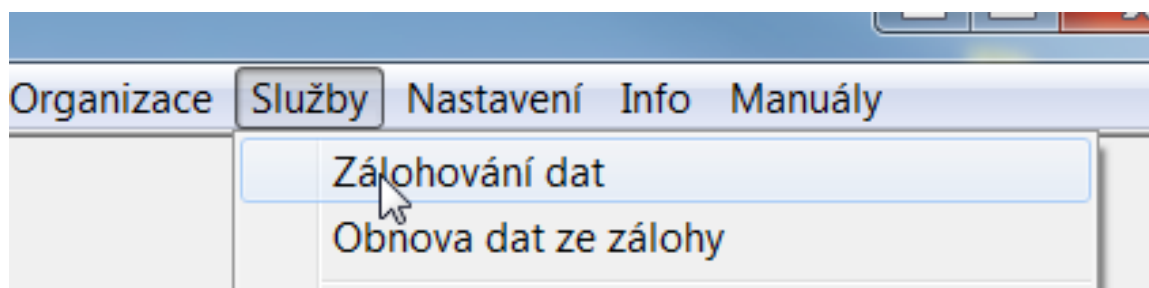 Organizace Služby Nastavení Info Manuály
Zálohování dat
Obnova dat ze zálohy